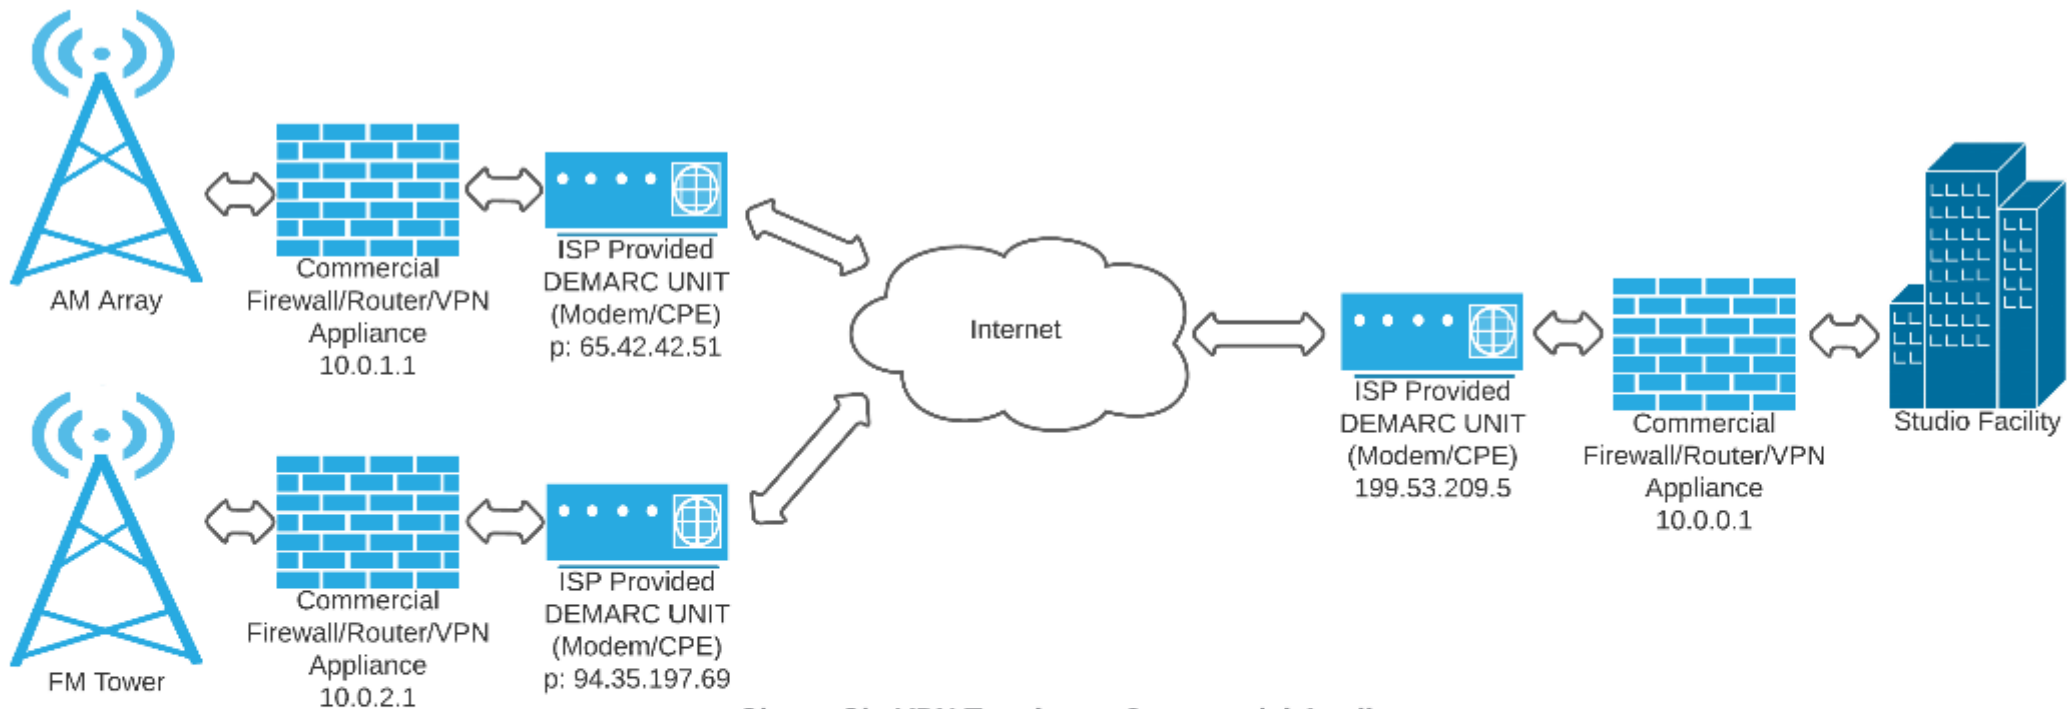 AM Array
Commercial
Firewall/Router/VPN
Appliance
10.0.1.1
ISP Provided
DEMARC UNIT
(Modem/CPE)
p: 65.42.42.51
FM Tower
Commercial
Firewall/Router/VPN
Appliance
10.0.2.1
ISP Provided
DEMARC UNIT
(Modem/CPE)
p: 94.35.197.69
Internet
ISP Provided
DEMARC UNIT
(Modem/CPE)
199.53.209.5
Commercial
Firewall/Router/VPN
Appliance
10.0.0.1
Studio Facility